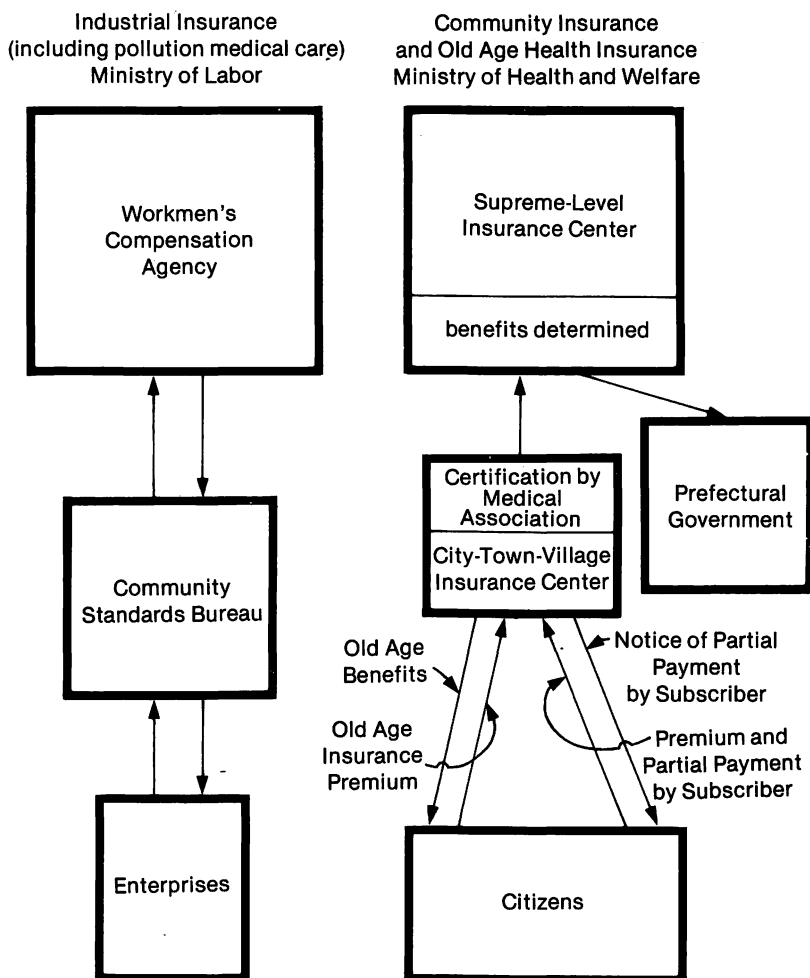 Industrial Insurance
(including pollution medical care)
Ministry of Labor
Workmen's
Compensation
Agency
Community
Standards Bureau
Enterprises
Community Insurance
and Old Age Health Insurance
Ministry of Health and Welfare
Supreme-Level
Insurance Center
benefits determined
Prefectural
Government
Certification by
Medical
Association
City-Town-Village
Insurance Center
Old Age
Benefits
Old Age
Insurance
Premium
Notice of Partial
Payment
by Subscriber
Premium and
Partial Payment
by Subscriber
Citizens